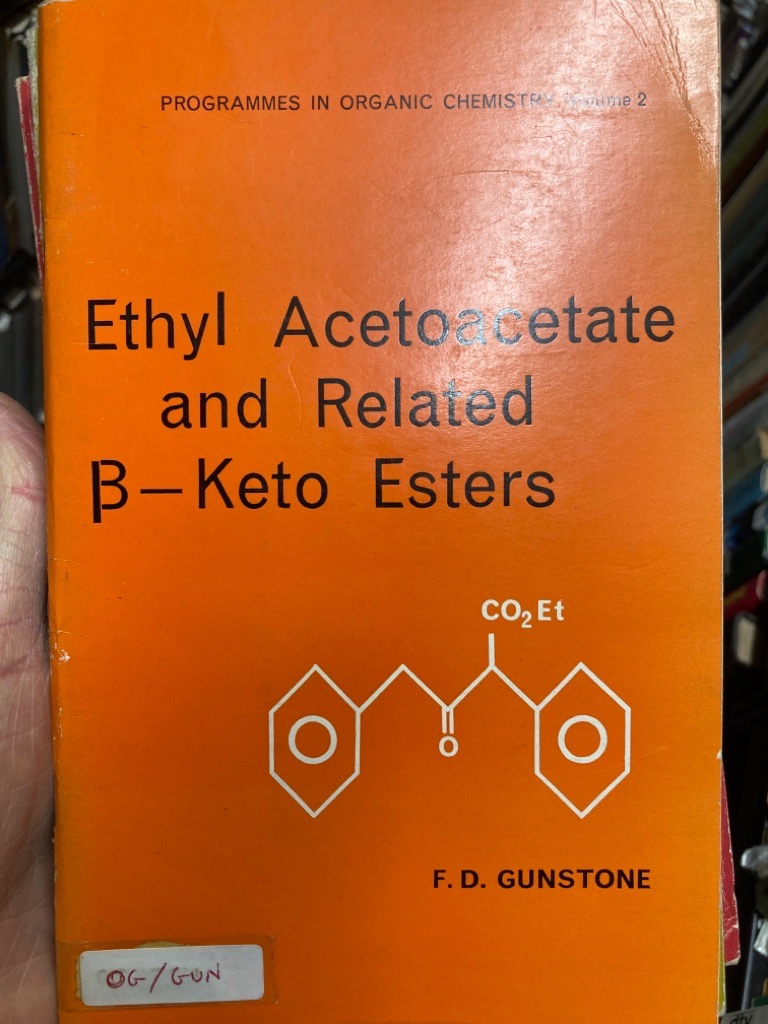 PROGRAMMES IN ORGANIC CHEMISTRY Volume 2
Ethyl Acetoacetate
and Related
β—Keto Esters
CO₂Et
O
F. D. GUNSTONE
OG/GUN